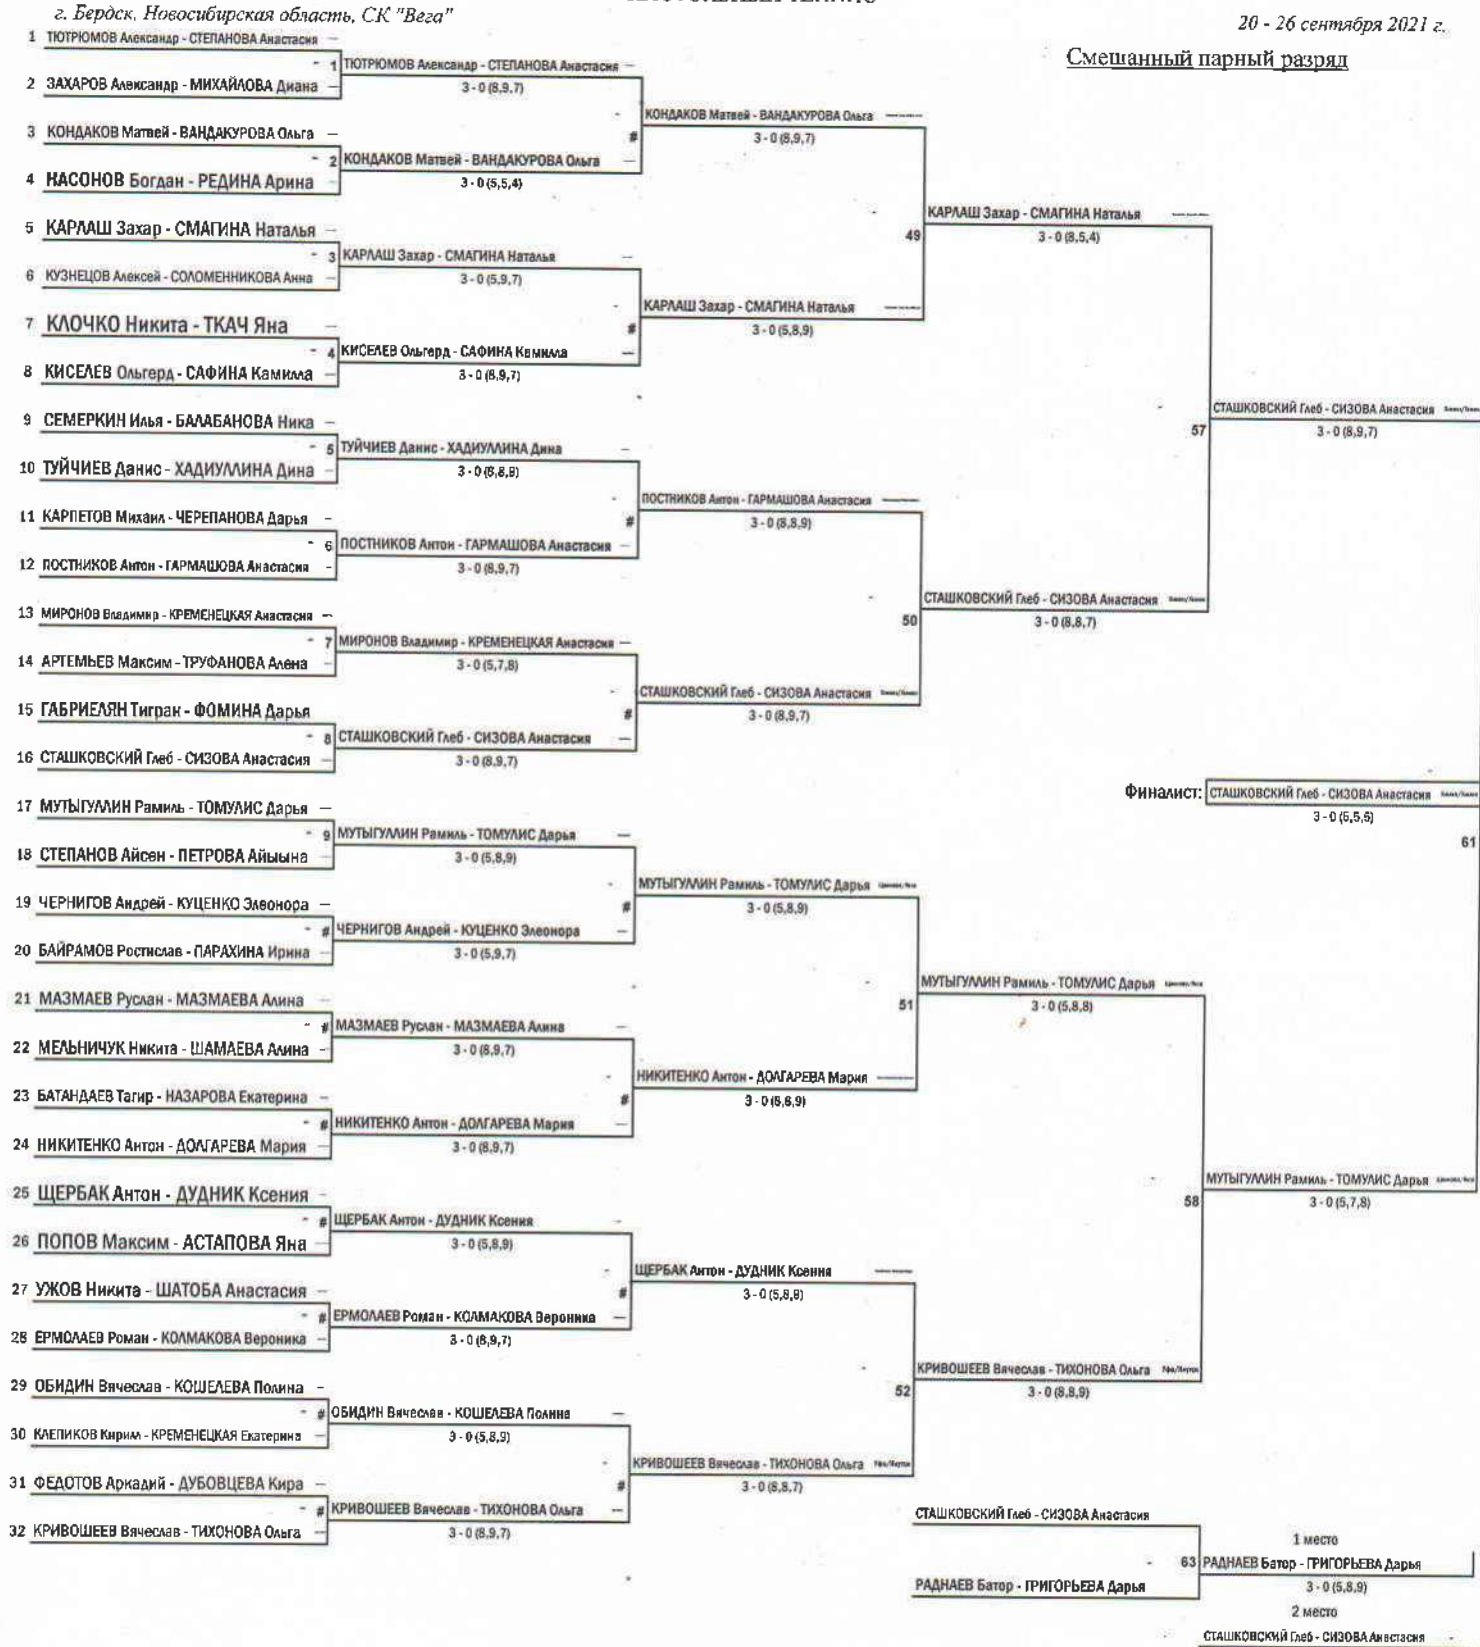 г. Бердск, Новосибирская область, СК "Вега"
20 - 26 сентября 2021 г.
Смешанный парный разряд
1 ТЮТРЮМОВ Александр - СТЕПАНОВА Анастасия
1 ТЮТРЮМОВ Александр - СТЕПАНОВА Анастасия
2 ЗАХАРОВ Александр - МИХАЙЛОВА Диана
3 - 0 (8,9,7)
КОНДАКОВ Матвей - ВАНДАКУРОВА Ольга
3 КОНДАКОВ Матвей - ВАНДАКУРОВА Ольга
# 3 - 0 (8,9,7)
2 КОНДАКОВ Матвей - ВАНДАКУРОВА Ольга
4 НАСОНОВ Богдан - РЕДИНА Арина
3 - 0 (5,5,4)
КАРЛАШ Захар - СМАГИНА Наталья
5 КАРЛАШ Захар - СМАГИНА Наталья
49 3 - 0 (8,5,4)
3 КАРЛАШ Захар - СМАГИНА Наталья
6 КУЗНЕЦОВ Алексей - СОЛОМЕННИКОВА Анна
3 - 0 (5,9,7)
КАРЛАШ Захар - СМАГИНА Наталья
7 КЛОЧКО Никита - ТКАЧ Яна
# 3 - 0 (5,8,9)
4 КИСЕЛЕВ Ольгерд - САФИНА Камилла
8 КИСЕЛЕВ Ольгерд - САФИНА Камилла
3 - 0 (8,9,7)
СТАШКОВСКИЙ Глеб - СИЗОВА Анастасия
9 СЕМЕРКИН Илья - БАЛАБАНОВА Ника
57 3 - 0 (8,9,7)
5 ТУЙЧИЕВ Данис - ХАДИУЛЛИНА Дина
10 ТУЙЧИЕВ Данис - ХАДИУЛЛИНА Дина
3 - 0 (8,8,9)
ПОСТНИКОВ Антон - ГАРМАШОВА Анастасия
11 КАРПЕТОВ Михаил - ЧЕРЕПАНОВА Дарья
# 3 - 0 (8,8,9)
6 ПОСТНИКОВ Антон - ГАРМАШОВА Анастасия
12 ПОСТНИКОВ Антон - ГАРМАШОВА Анастасия
3 - 0 (8,9,7)
СТАШКОВСКИЙ Глеб - СИЗОВА Анастасия
13 МИРОНОВ Владимир - КРЕМЕНЕЦКАЯ Анастасия
50 3 - 0 (8,8,7)
7 МИРОНОВ Владимир - КРЕМЕНЕЦКАЯ Анастасия
14 АРТЕМЬЕВ Максим - ТРУФАНОВА Алёна
3 - 0 (5,7,8)
СТАШКОВСКИЙ Глеб - СИЗОВА Анастасия
15 ГАБРИЕЛЯН Тигран - ФОМИНА Дарья
# 3 - 0 (8,9,7)
8 СТАШКОВСКИЙ Глеб - СИЗОВА Анастасия
16 СТАШКОВСКИЙ Глеб - СИЗОВА Анастасия
3 - 0 (8,9,7)
Финалист: СТАШКОВСКИЙ Глеб - СИЗОВА Анастасия
17 МУТЫГУЛЛИН Рамиль - ТОМУЛИС Дарья
3 - 0 (5,5,5)
9 МУТЫГУЛЛИН Рамиль - ТОМУЛИС Дарья
61
18 СТЕПАНОВ Айсен - ПЕТРОВА Айыына
3 - 0 (5,8,9)
МУТЫГУЛЛИН Рамиль - ТОМУЛИС Дарья
19 ЧЕРНИГОВ Андрей - КУЦЕНКО Элеонора
# 3 - 0 (5,8,9)
# ЧЕРНИГОВ Андрей - КУЦЕНКО Элеонора
20 БАЙРАМОВ Ростислав - ПАРАХИНА Ирина
3 - 0 (5,9,7)
МУТЫГУЛЛИН Рамиль - ТОМУЛИС Дарья
21 МАЗМАЕВ Руслан - МАЗМАЕВА Алина
51 3 - 0 (5,8,8)
# МАЗМАЕВ Руслан - МАЗМАЕВА Алина
22 МЕЛЬНИЧУК Никита - ШАМАЕВА Алина
3 - 0 (8,9,7)
НИКИТЕНКО Антон - ДОЛГАРЕВА Мария
23 БАТАНДАЕВ Тагир - НАЗАРОВА Екатерина
# 3 - 0 (6,6,9)
# НИКИТЕНКО Антон - ДОЛГАРЕВА Мария
24 НИКИТЕНКО Антон - ДОЛГАРЕВА Мария
3 - 0 (8,9,7)
МУТЫГУЛЛИН Рамиль - ТОМУЛИС Дарья
25 ЩЕРБАК Антон - ДУДНИК Ксения
58 3 - 0 (5,7,8)
# ЩЕРБАК Антон - ДУДНИК Ксения
26 ПОПОВ Максим - АСТАПОВА Яна
3 - 0 (5,8,9)
ЩЕРБАК Антон - ДУДНИК Ксения
27 УЖОВ Никита - ШАТОБА Анастасия
# 3 - 0 (5,8,9)
# ЕРМОЛАЕВ Роман - КОЛМАКОВА Вероника
28 ЕРМОЛАЕВ Роман - КОЛМАКОВА Вероника
3 - 0 (8,9,7)
КРИВОШЕЕВ Вячеслав - ТИХОНОВА Ольга
29 ОБИДИН Вячеслав - КОШЕЛЕВА Полина
52 3 - 0 (8,8,9)
# ОБИДИН Вячеслав - КОШЕЛЕВА Полина
30 КЛЕПИКОВ Кирилл - КРЕМЕНЕЦКАЯ Екатерина
3 - 0 (5,8,9)
КРИВОШЕЕВ Вячеслав - ТИХОНОВА Ольга
31 ФЕДОТОВ Аркадий - ДУБОВЦЕВА Кира
# 3 - 0 (8,8,7)
# КРИВОШЕЕВ Вячеслав - ТИХОНОВА Ольга
32 КРИВОШЕЕВ Вячеслав - ТИХОНОВА Ольга
3 - 0 (8,9,7)
СТАШКОВСКИЙ Глеб - СИЗОВА Анастасия
1 место
63 РАДНАЕВ Батор - ГРИГОРЬЕВА Дарья
РАДНАЕВ Батор - ГРИГОРЬЕВА Дарья
3 - 0 (5,8,9)
2 место
СТАШКОВСКИЙ Глеб - СИЗОВА Анастасия